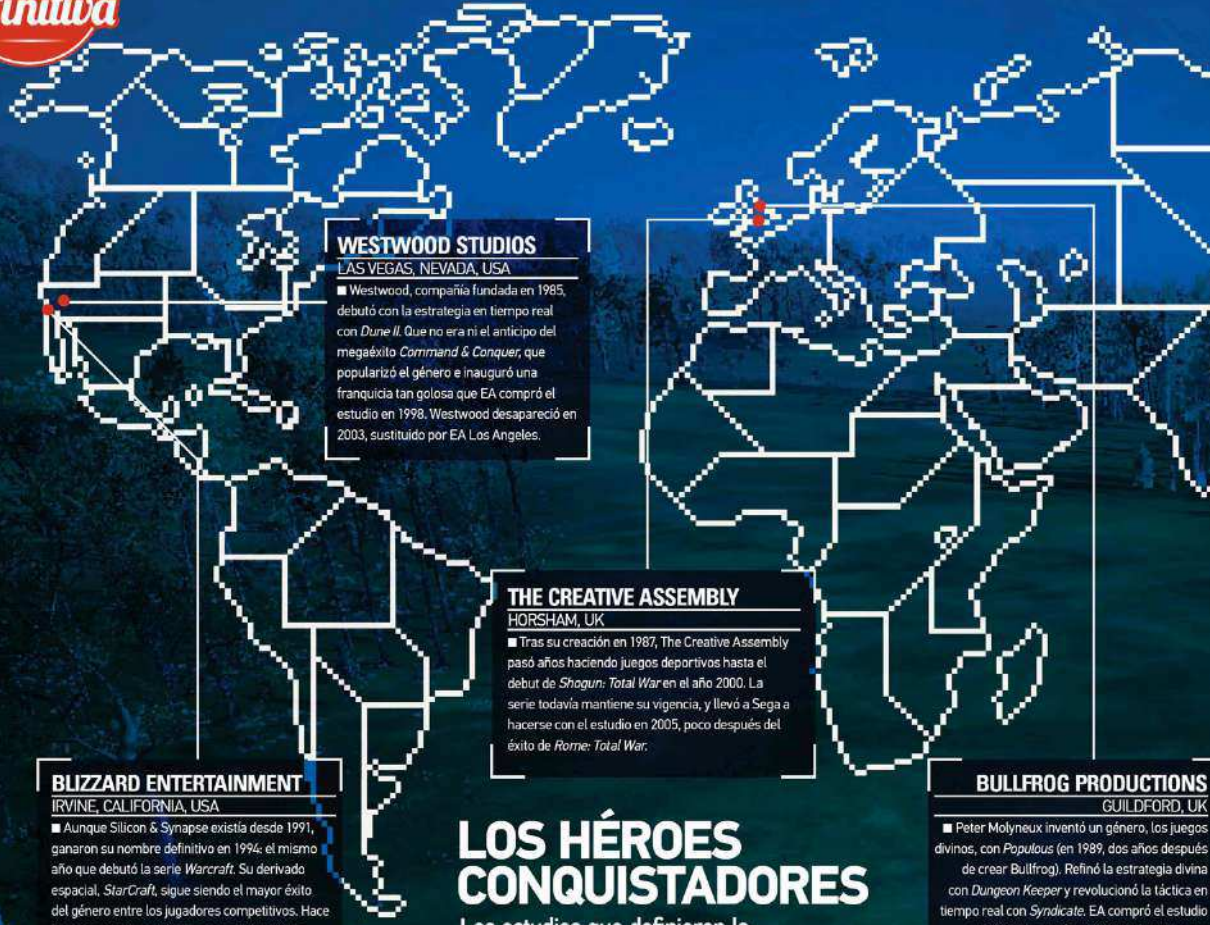 WESTWOOD STUDIOS
LAS VEGAS, NEVADA, USA
■ Westwood, compañía fundada en 1985,
debutó con la estrategia en tiempo real
con Dune II. Que no era ni el anticipo del
megaéxito Command & Conquer, que
popularizó el género e inauguró una
franquicia tan golosa que EA compró el
estudio en 1998. Westwood desapareció en
2003, sustituido por EA Los Angeles.
THE CREATIVE ASSEMBLY
HORSHAM, UK
■ Tras su creación en 1987, The Creative Assembly
pasó años haciendo juegos deportivos hasta el
debut de Shogun: Total War en el año 2000. La
serie todavía mantiene su vigencia, y llevó a Sega a
hacerse con el estudio en 2005, poco después del
éxito de Rome: Total War.
BLIZZARD ENTERTAINMENT
IRVINE, CALIFORNIA, USA
■ Aunque Silicon & Synapse existía desde 1991,
ganaron su nombre definitivo en 1994: el mismo
año que debutó la serie Warcraft. Su derivado
espacial, StarCraft, sigue siendo el mayor éxito
del género entre los jugadores competitivos. Hace
LOS HÉROES
CONQUISTADORES
Los estudios que definieron la
BULLFROG PRODUCTIONS
GUILDFORD, UK
■ Peter Molyneux inventó un género, los juegos
divinos, con Populous (en 1989, dos años después
de crear Bullfrog). Refinó la estrategia divina
con Dungeon Keeper y revolucionó la táctica en
tiempo real con Syndicate. EA compró el estudio